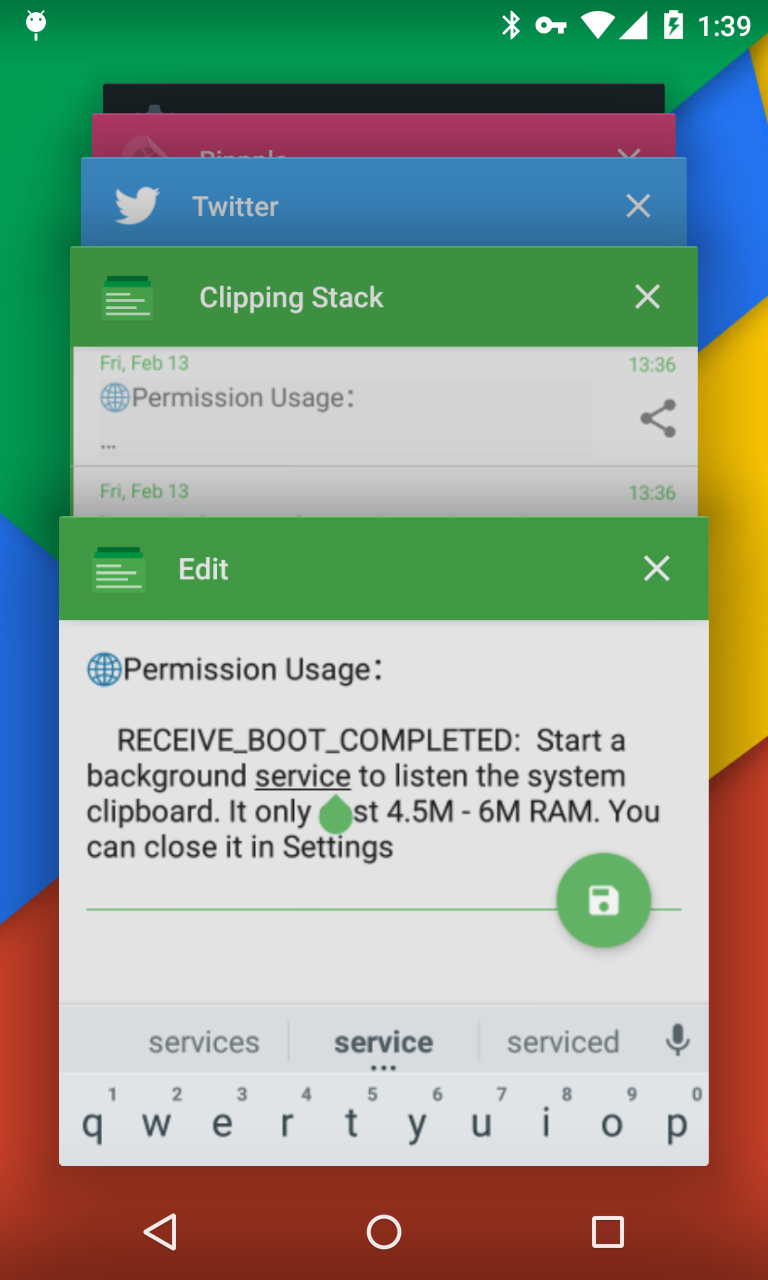 1:39
Twitter
Clipping Stack
Fri, Feb 13 13:36
🌐Permission Usage：
...
Fri, Feb 13 13:36
Edit
🌐Permission Usage：
RECEIVE_BOOT_COMPLETED: Start a
background service to listen the system
clipboard. It only st 4.5M - 6M RAM. You
can close it in Settings
services service serviced
1 2 3 4 5 6 7 8 9 0
q w e r t y u i o p